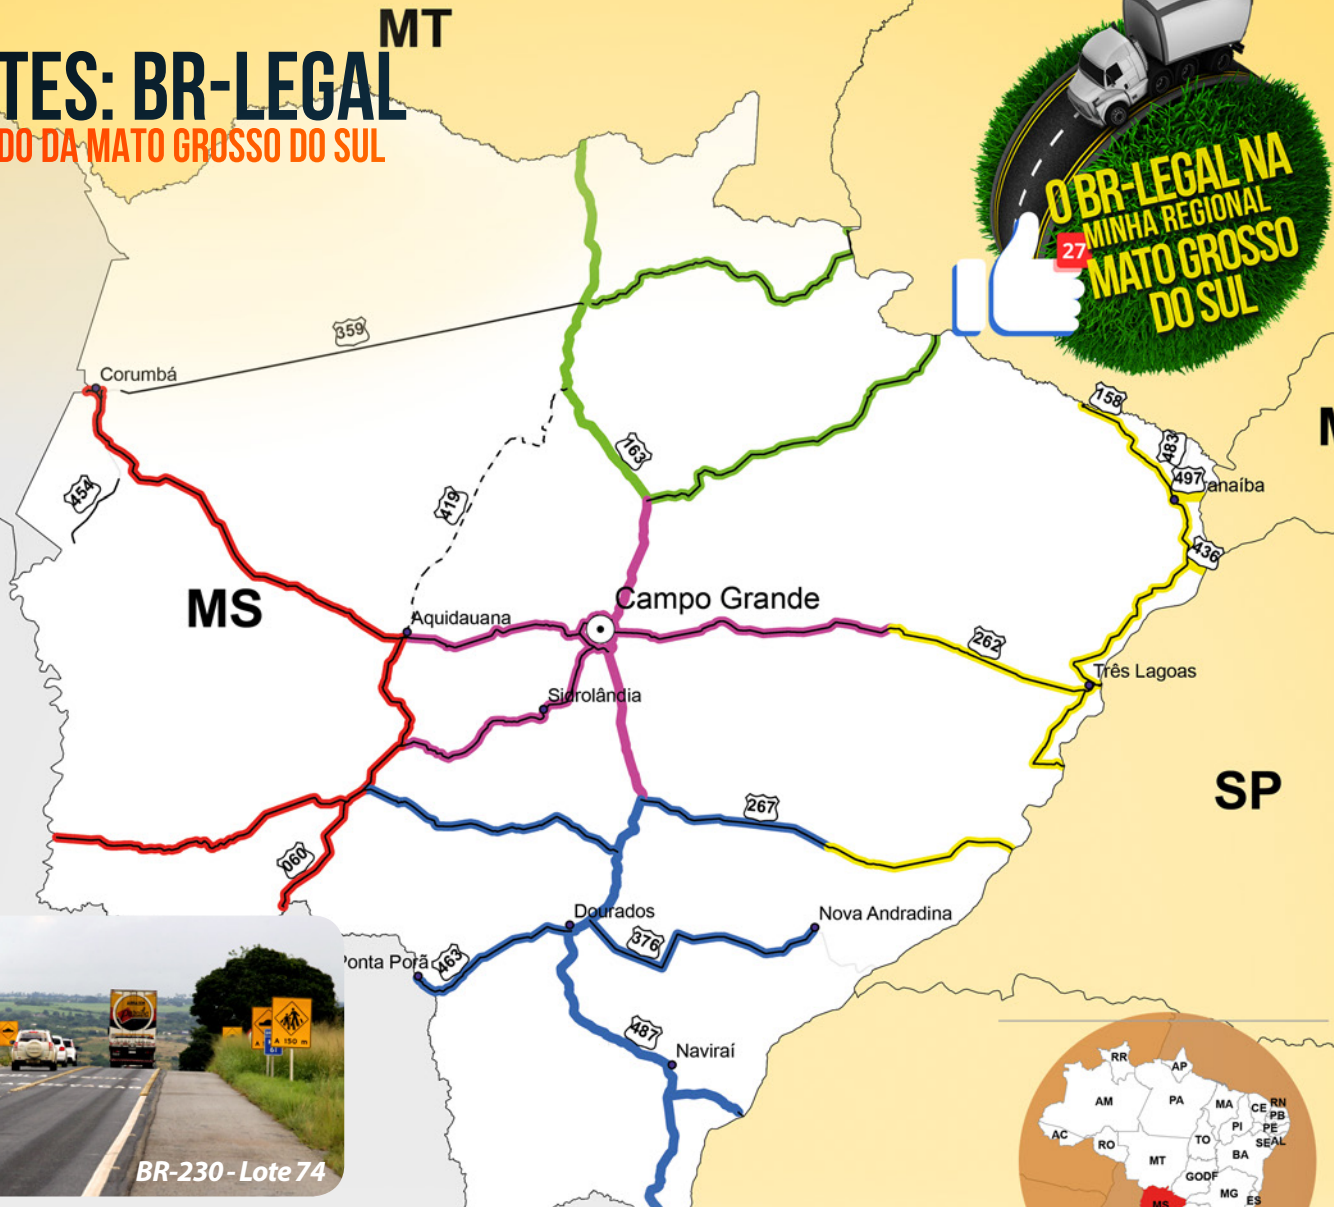 MT
TES: BR-LEGAL
DO DA MATO GROSSO DO SUL
O BR-LEGAL NA
MINHA REGIONAL
27
MATO GROSSO
DO SUL
359
Corumbá
158
163
483
497
anaíba
454
419
436
MS
Campo Grande
Aquidauana
262
Três Lagoas
Sidrolândia
SP
267
060
Dourados
Nova Andradina
376
Ponta Porã
463
487
Naviraí
A 150 m
BR-230 - Lote 74
RR
AP
AM
PA
MA
CE
RN
PB
PI
PE
AC
RO
TO
SE
AL
BA
MT
GO
DF
MG
ES
MS